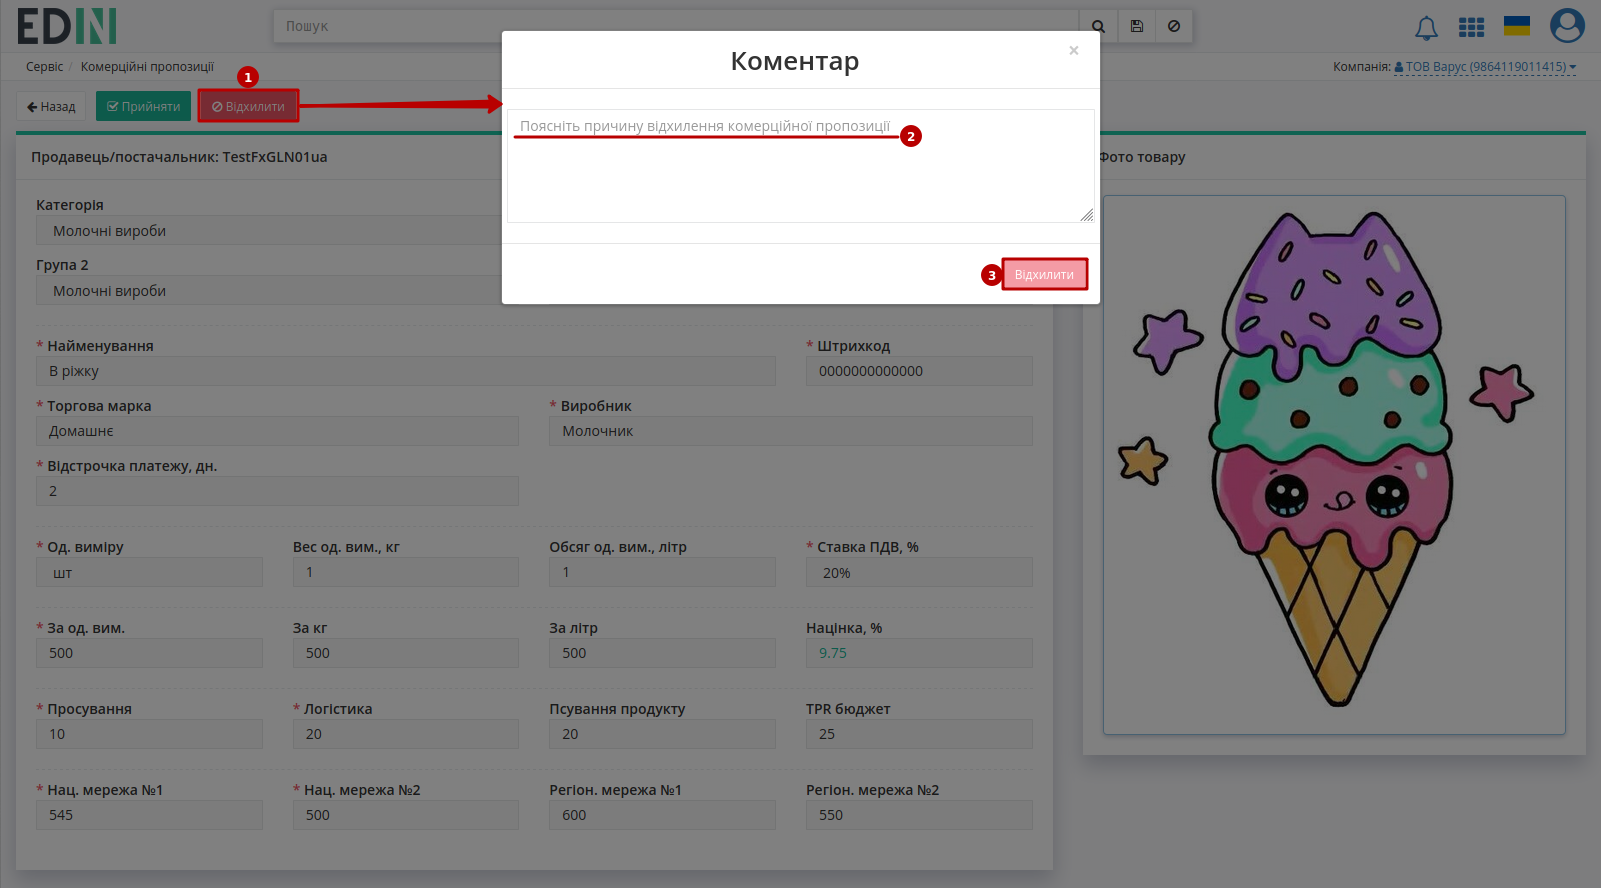 EDIN
Пошук
Сервіс / Комерційні пропозиції
Компанія: ТОВ Варус (9864119011415)
1
Назад
Прийняти
Відхилити
Коментар
×
Поясніть причину відхилення комерційної пропозиції
2
3
Відхилити
Продавець/постачальник: TestFxGLN01ua
Фото товару
Категорія
Молочні вироби
Група 2
Молочні вироби
* Найменування
* Штрихкод
В ріжку
0000000000000
* Торгова марка
* Виробник
Домашнє
Молочник
* Відстрочка платежу, дн.
2
* Од. виміру
Вес од. вим., кг
Обсяг од. вим., літр
* Ставка ПДВ, %
шт
1
1
20%
* За од. вим.
За кг
За літр
Націнка, %
500
500
500
9.75
* Просування
* Логістика
Псування продукту
TPR бюджет
10
20
20
25
* Нац. мережа №1
* Нац. мережа №2
Регіон. мережа №1
Регіон. мережа №2
545
500
600
550